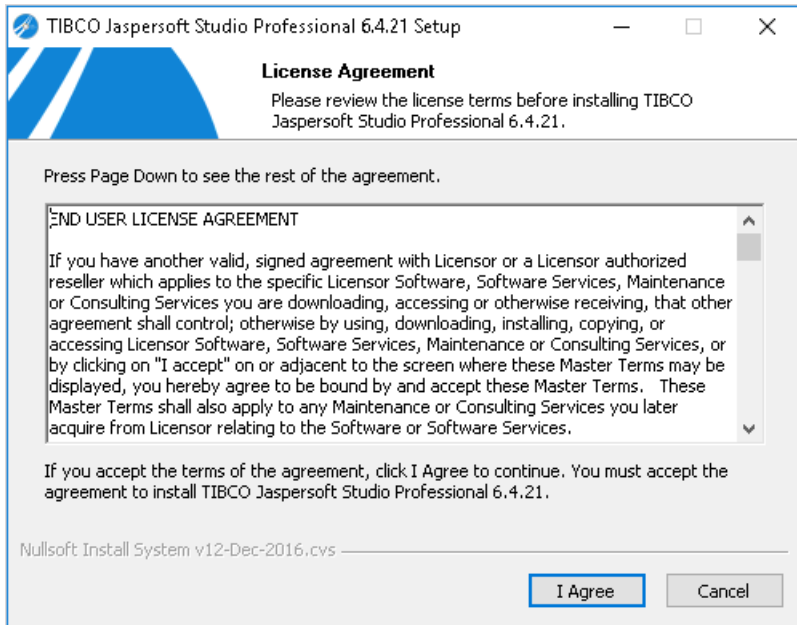 TIBCO Jaspersoft Studio Professional 6.4.21 Setup
License Agreement
Please review the license terms before installing TIBCO
Jaspersoft Studio Professional 6.4.21.
Press Page Down to see the rest of the agreement.
END USER LICENSE AGREEMENT
If you have another valid, signed agreement with Licensor or a Licensor authorized
reseller which applies to the specific Licensor Software, Software Services, Maintenance
or Consulting Services you are downloading, accessing or otherwise receiving, that other
agreement shall control; otherwise by using, downloading, installing, copying, or
accessing Licensor Software, Software Services, Maintenance or Consulting Services, or
by clicking on "I accept" on or adjacent to the screen where these Master Terms may be
displayed, you hereby agree to be bound by and accept these Master Terms.   These
Master Terms shall also apply to any Maintenance or Consulting Services you later
acquire from Licensor relating to the Software or Software Services.
If you accept the terms of the agreement, click I Agree to continue. You must accept the
agreement to install TIBCO Jaspersoft Studio Professional 6.4.21.
Nullsoft Install System v12-Dec-2016.cvs
I Agree
Cancel